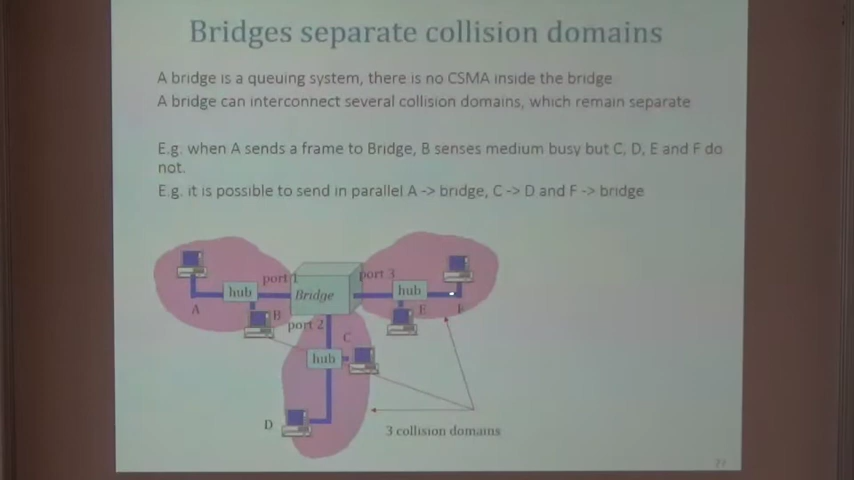 Bridges separate collision domains
A bridge is a queuing system, there is no CSMA inside the bridge
A bridge can interconnect several collision domains, which remain separate
E.g. when A sends a frame to Bridge, B senses medium busy but C, D, E and F do
not.
E.g. it is possible to send in parallel A -> bridge, C -> D and F -> bridge
port 1
port 3
hub
Bridge
hub
A
B
E
F
port 2
C
hub
D
3 collision domains